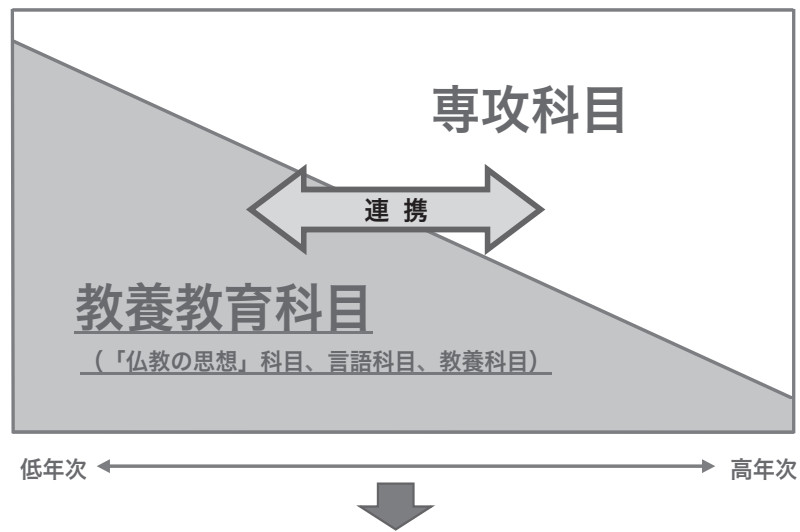 専攻科目
連携
教養教育科目
（「仏教の思想」科目、言語科目、教養科目）
低年次
高年次